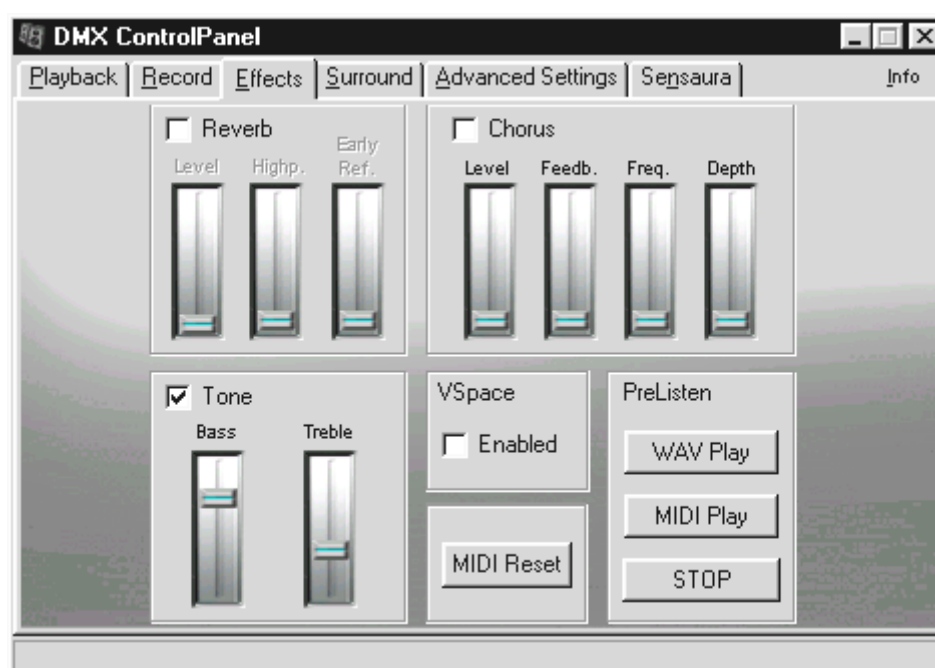 DMX ControlPanel
Playback Record Effects Surround Advanced Settings Sensaura Info
Reverb
Level Highp. Early Ref.
Chorus
Level Feedb. Freq. Depth
Tone
Bass Treble
VSpace
Enabled
MIDI Reset
PreListen
WAV Play
MIDI Play
STOP